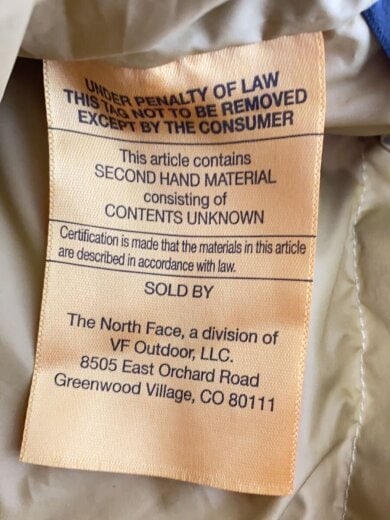 UNDER PENALTY OF LAW
THIS TAG NOT TO BE REMOVED
EXCEPT BY THE CONSUMER
This article contains
SECOND HAND MATERIAL
consisting of
CONTENTS UNKNOWN
Certification is made that the materials in this article
are described in accordance with law.
SOLD BY
The North Face, a division of
VF Outdoor, LLC.
8505 East Orchard Road
Greenwood Village, CO 80111